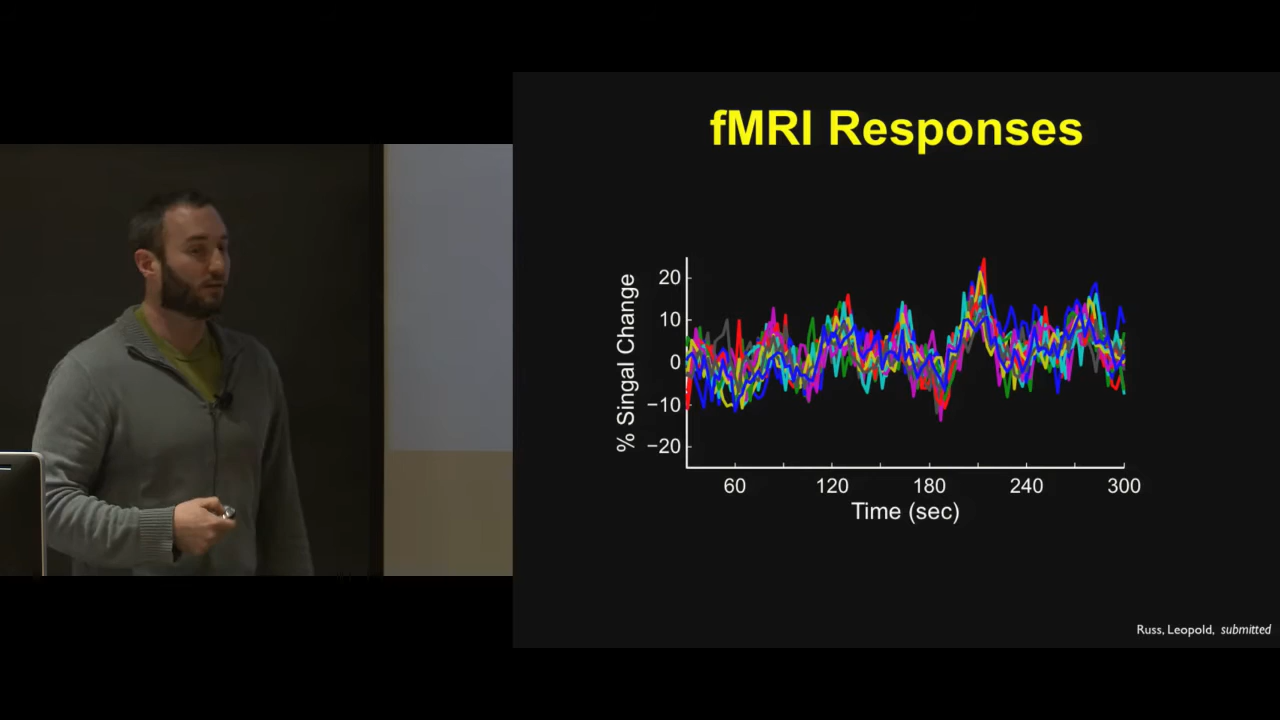 fMRI Responses
% Singal Change
20
10
0
−10
−20
60 120 180 240 300
Time (sec)
Russ, Leopold, submitted